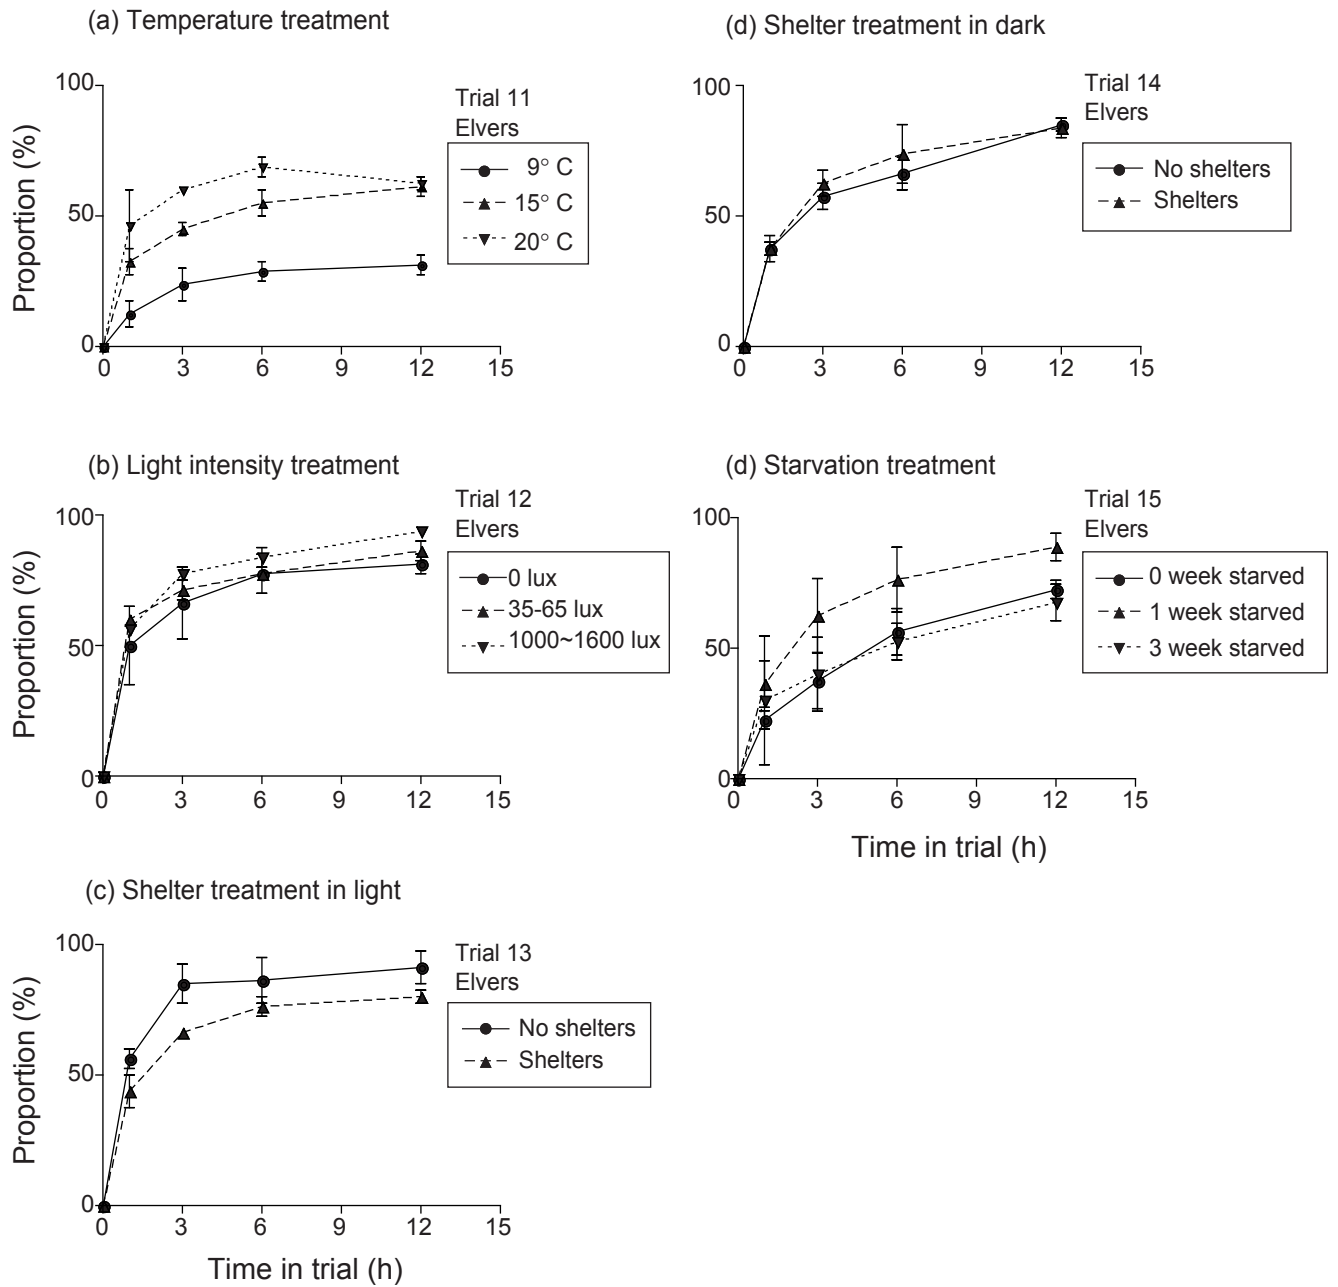 (a) Temperature treatment
Proportion (%)
100
50
0
0 3 6 9 12 15
Trial 11
Elvers
9° C
15° C
20° C
(b) Light intensity treatment
Proportion (%)
100
50
0
0 3 6 9 12 15
Trial 12
Elvers
0 lux
35-65 lux
1000~1600 lux
(c) Shelter treatment in light
Proportion (%)
100
50
0
0 3 6 9 12 15
Time in trial (h)
Trial 13
Elvers
No shelters
Shelters
(d) Shelter treatment in dark
100
50
0
0 3 6 9 12 15
Trial 14
Elvers
No shelters
Shelters
(d) Starvation treatment
100
50
0
0 3 6 9 12 15
Time in trial (h)
Trial 15
Elvers
0 week starved
1 week starved
3 week starved